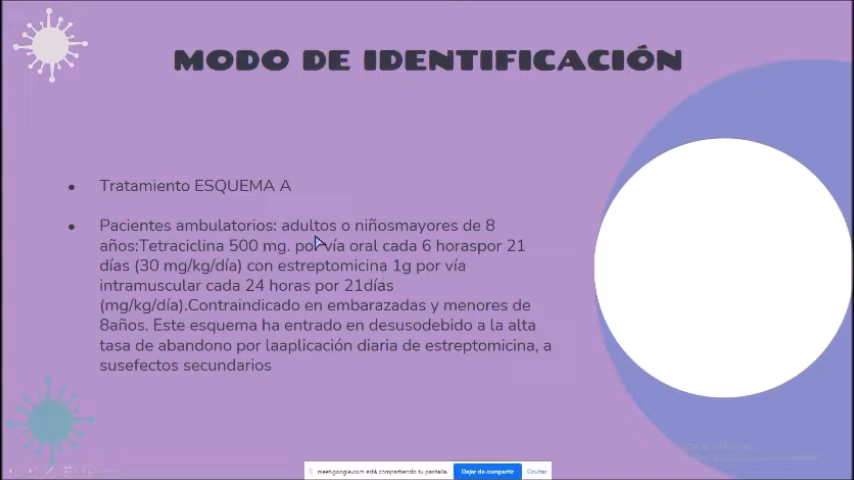 MODO DE IDENTIFICACIÓN
Tratamiento ESQUEMA A
Pacientes ambulatorios: adultos o niñosmayores de 8
años:Tetraciclina 500 mg. por vía oral cada 6 horaspor 21
días (30 mg/kg/día) con estreptomicina 1g por vía
intramuscular cada 24 horas por 21días
(mg/kg/día).Contraindicado en embarazadas y menores de
8años. Este esquema ha entrado en desusodebido a la alta
tasa de abandono por laaplicación diaria de estreptomicina, a
susefectos secundarios
meet.google.com está compartiendo tu pantalla.
Dejar de compartir
Ocultar